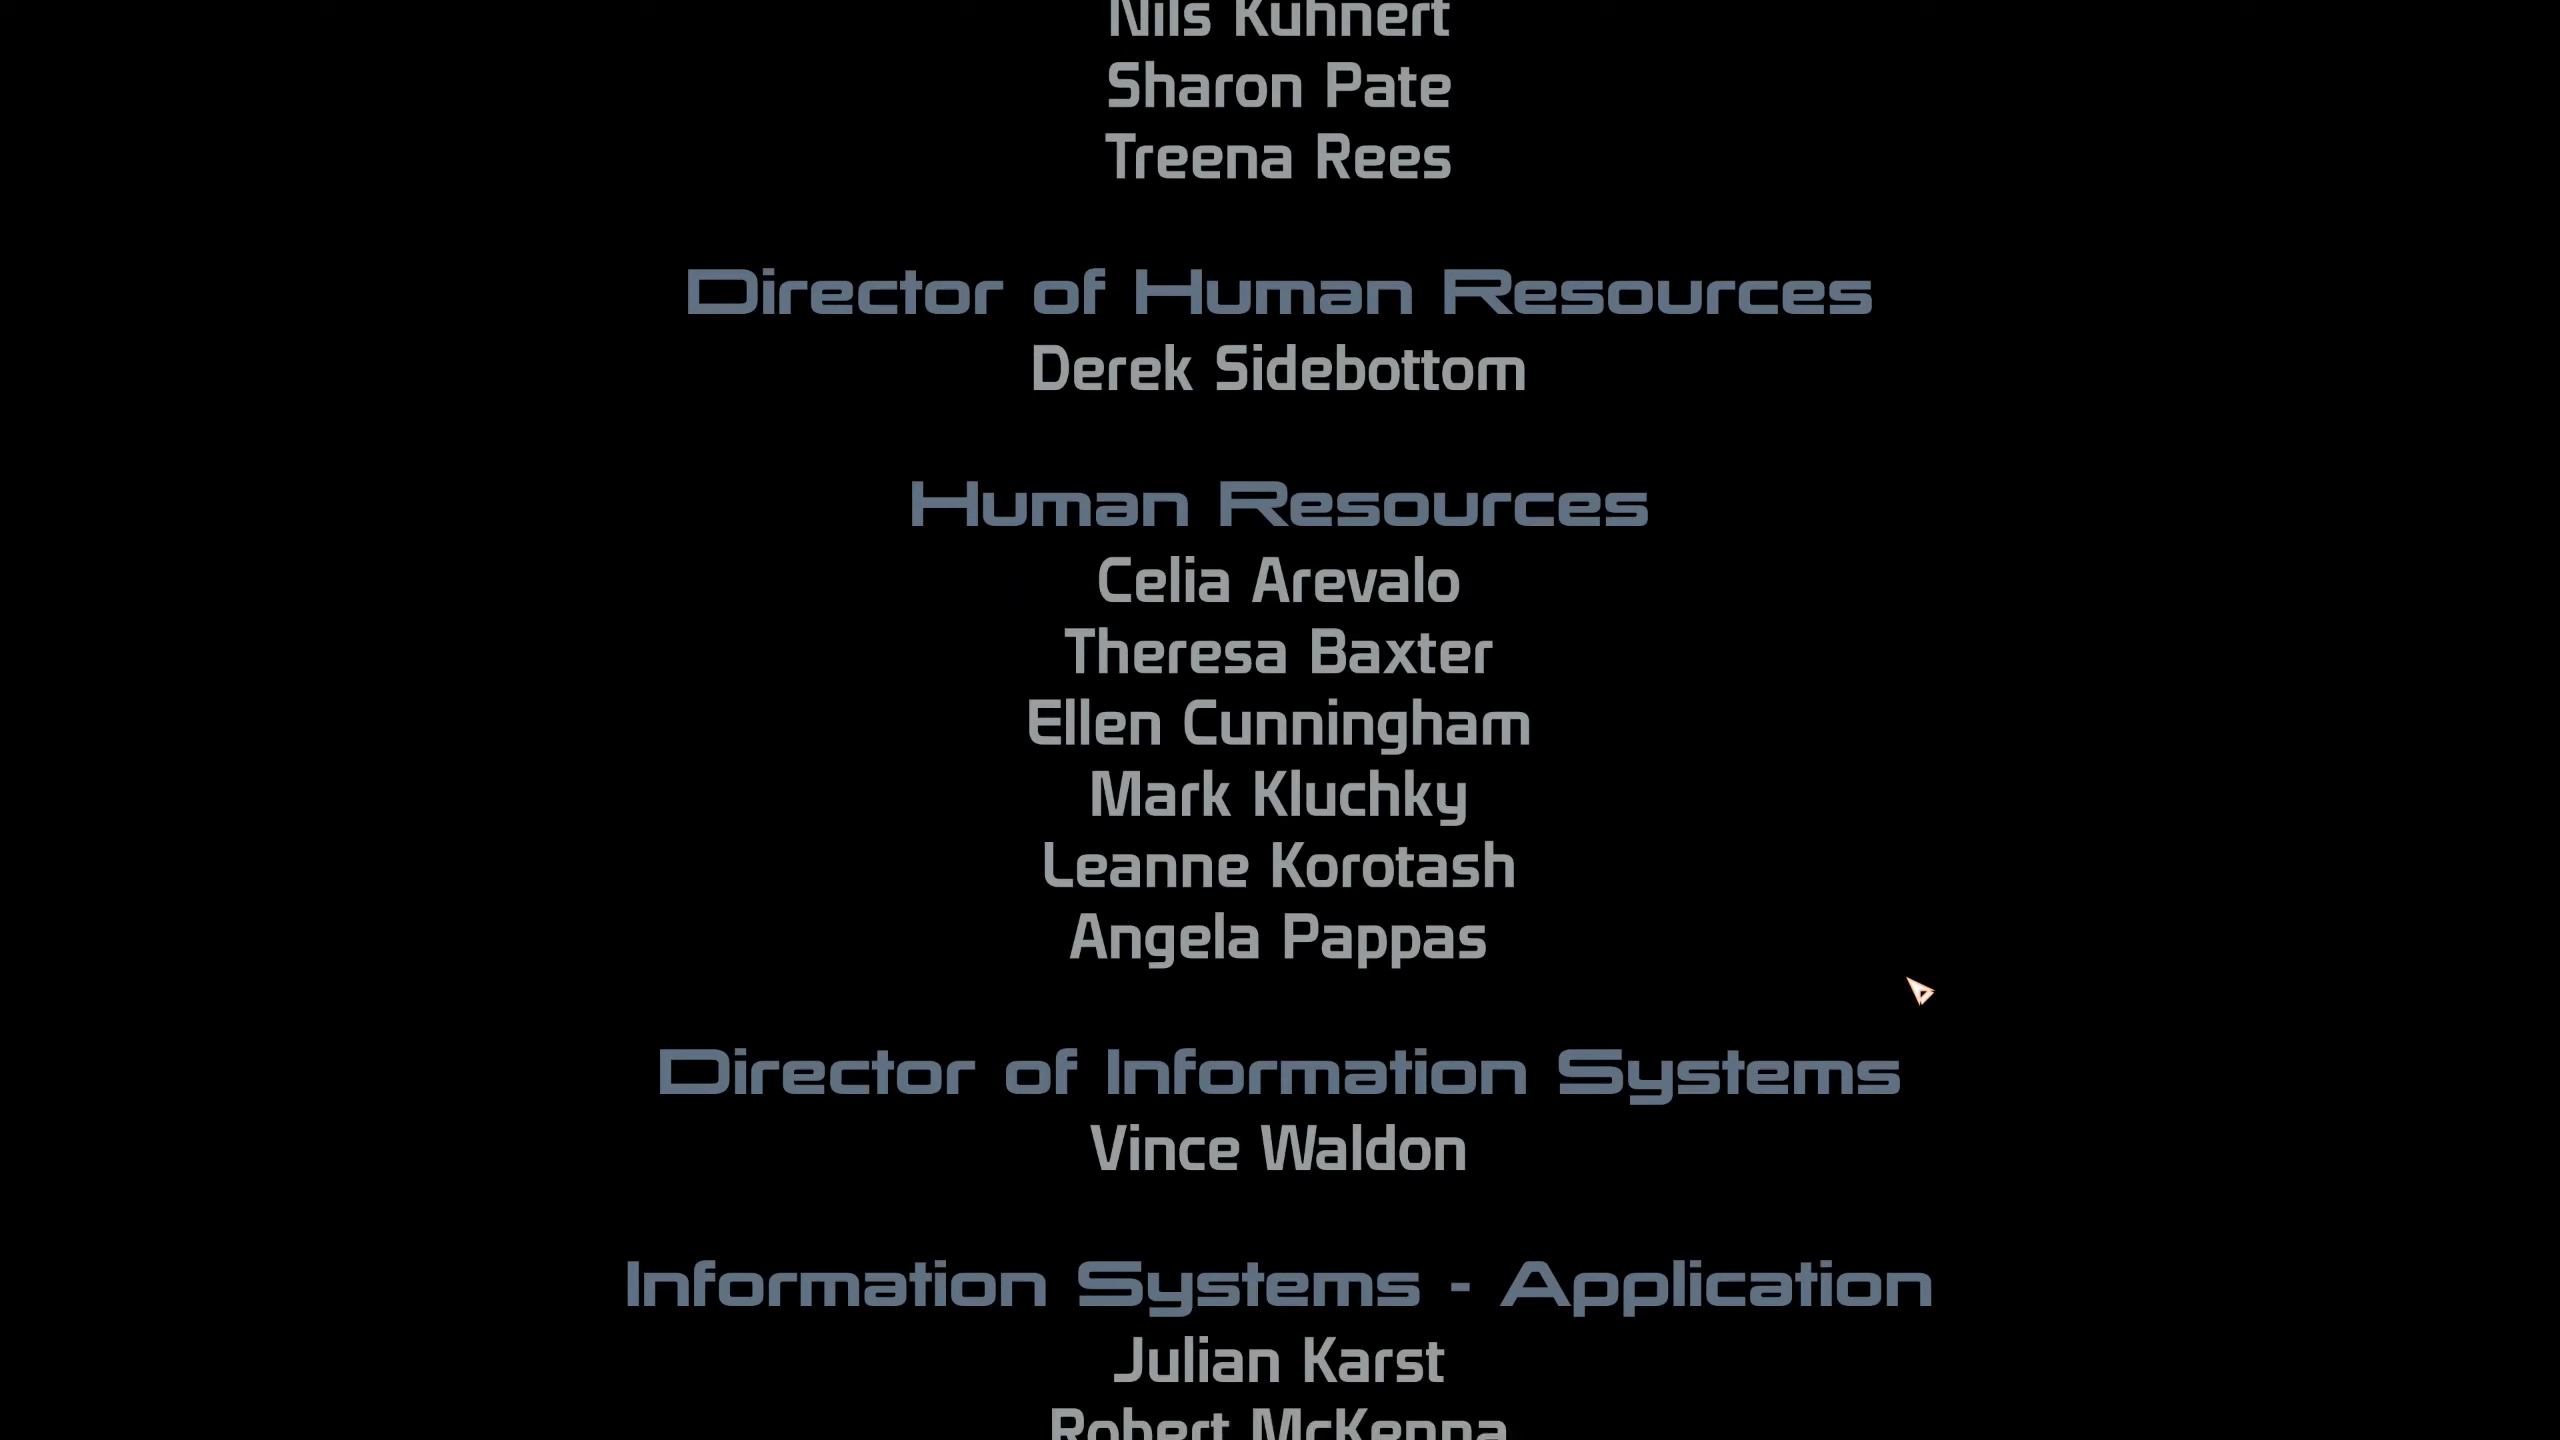 Nils Kuhnert
Sharon Pate
Treena Rees
Director of Human Resources
Derek Sidebottom
Human Resources
Celia Arevalo
Theresa Baxter
Ellen Cunningham
Mark Kluchky
Leanne Korotash
Angela Pappas
Director of Information Systems
Vince Waldon
Information Systems - Application
Julian Karst
Robert McKenna